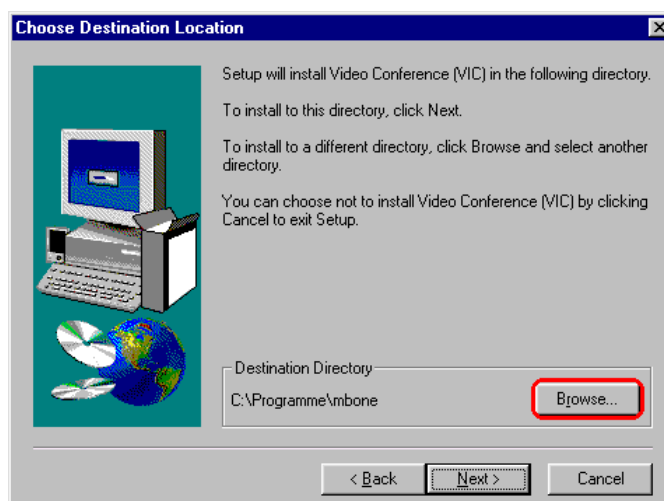 Choose Destination Location
Setup will install Video Conference (VIC) in the following directory.
To install to this directory, click Next.
To install to a different directory, click Browse and select another
directory.
You can choose not to install Video Conference (VIC) by clicking
Cancel to exit Setup.
Destination Directory
C:\Programme\mbone
Browse...
< Back
Next >
Cancel